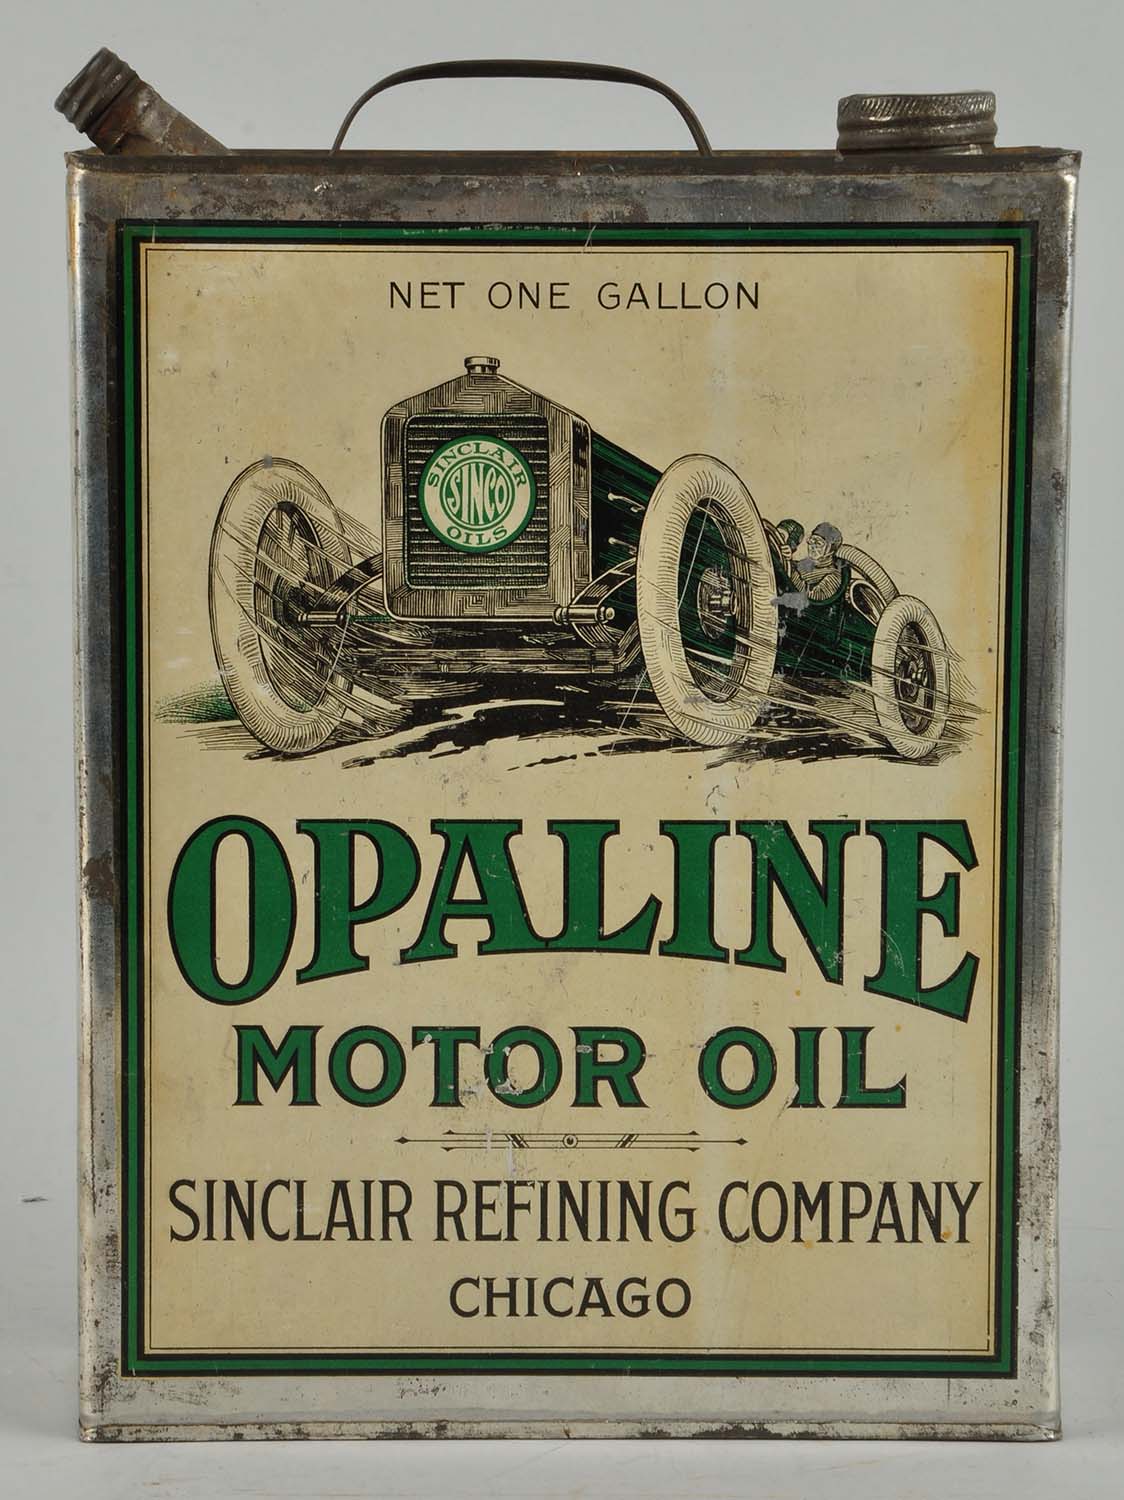 NET ONE GALLON
SINCLAIR
SINCO
OILS
OPALINE
MOTOR OIL
SINCLAIR REFINING COMPANY
CHICAGO